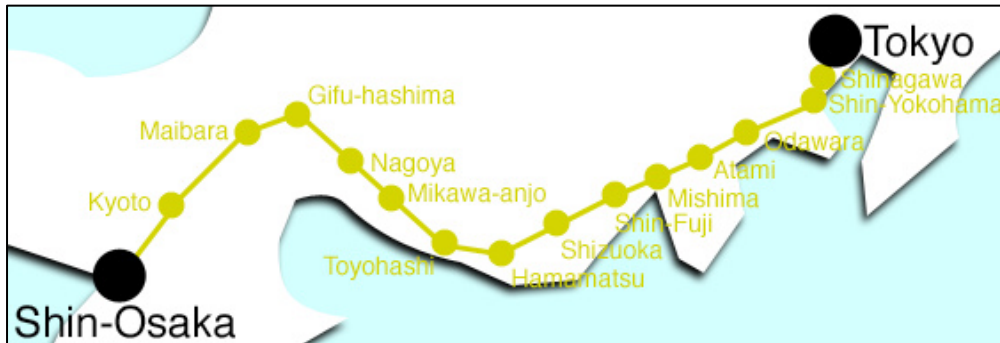 Tokyo
Shinagawa
Shin-Yokohama
Odawara
Atami
Mishima
Shin-Fuji
Shizuoka
Hamamatsu
Toyohashi
Mikawa-anjo
Nagoya
Gifu-hashima
Maibara
Kyoto
Shin-Osaka